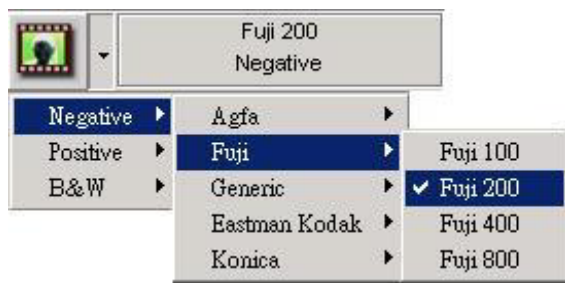 Fuji 200
Negative
Negative
Positive
B&W
Agfa
Fuji
Generic
Eastman Kodak
Konica
Fuji 100
Fuji 200
Fuji 400
Fuji 800